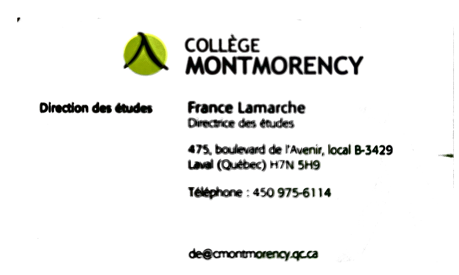 COLLÈGE
MONTMORENCY
Direction des études
France Lamarche
Directrice des études
475, boulevard de l'Avenir, local B-3429
Laval (Québec) H7N 5H9
Téléphone : 450 975-6114
de@cmontmorency.qc.ca